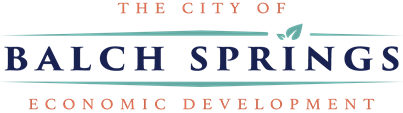 THE CITY OF
BALCH SPRINGS
ECONOMIC DEVELOPMENT